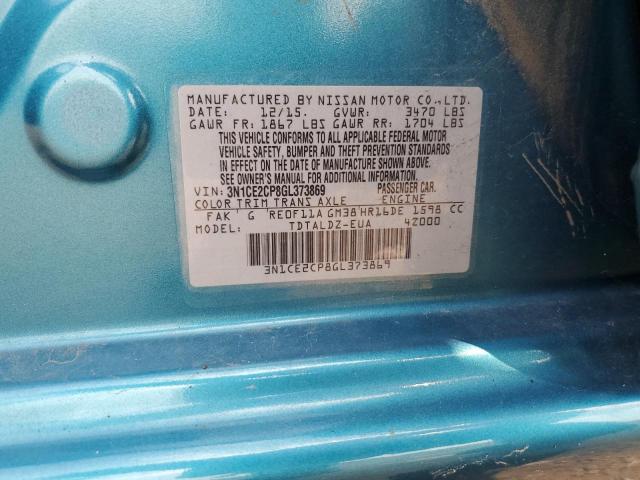 MANUFACTURED BY NISSAN MOTOR CO., LTD.
DATE: 12/15. GVWR: 3470 LBS
GAWR FR: 1867 LBS GAWR RR: 1704 LBS
THIS VEHICLE CONFORMS TO ALL APPLICABLE FEDERAL MOTOR
VEHICLE SAFETY, BUMPER AND THEFT PREVENTION STANDARDS
IN EFFECT ON THE DATE OF MANUFACTURE SHOWN ABOVE.
SEE OWNER'S MANUAL FOR ADDITIONAL INFORMATION.
VIN: 3N1CE2CP8GL373869 PASSENGER CAR.
COLOR TRIM TRANS AXLE ENGINE
FAK G RE0F11A GM38 HR16DE 1598 CC
MODEL: TDTALDZ-EUA 42000
3N1CE2CP8GL373869